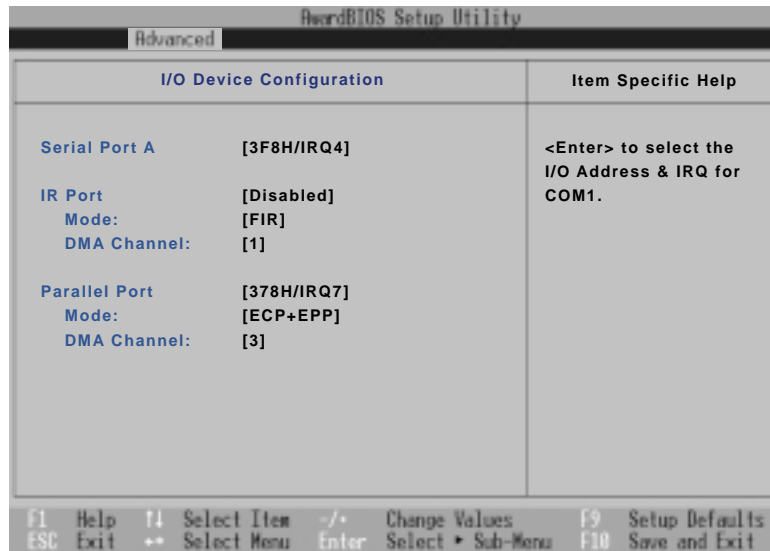 AwardBIOS Setup Utility
Advanced
I/O Device Configuration
Item Specific Help
Serial Port A [3F8H/IRQ4]
IR Port [Disabled]
Mode: [FIR]
DMA Channel: [1]
Parallel Port [378H/IRQ7]
Mode: [ECP+EPP]
DMA Channel: [3]
<Enter> to select the
I/O Address & IRQ for
COM1.
F1 Help ↑↓ Select Item -/+ Change Values F9 Setup Defaults
ESC Exit ←→ Select Menu Enter Select ▶ Sub-Menu F10 Save and Exit